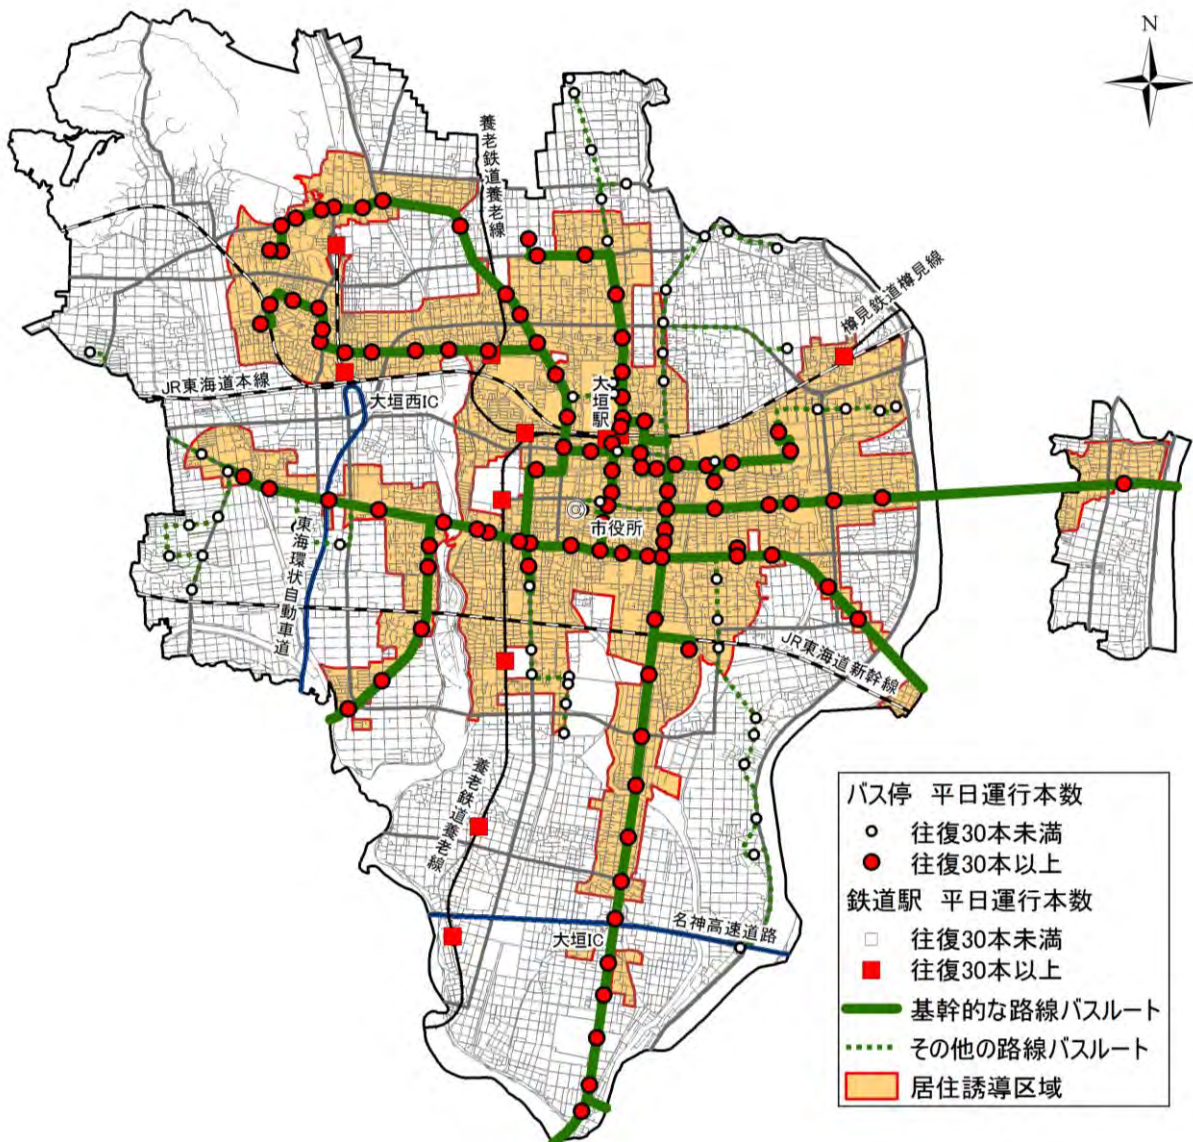 N
養老鉄道養老線
樽見鉄道樽見線
JR東海道本線
大垣西IC
大垣駅
市役所
東海環状自動車道
JR東海道新幹線
養老鉄道養老線
名神高速道路
大垣IC
バス停 平日運行本数
往復30本未満
往復30本以上
鉄道駅 平日運行本数
往復30本未満
往復30本以上
基幹的な路線バスルート
その他の路線バスルート
居住誘導区域